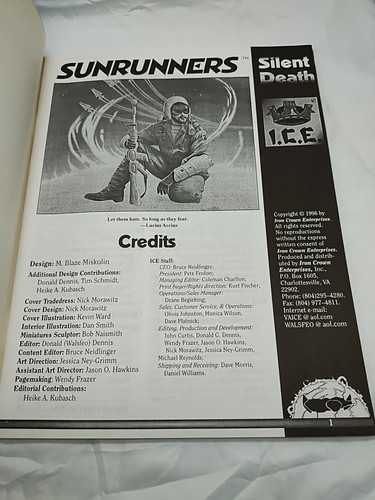 SUNRUNNERS™
Let them hate. So long as they fear.
—Lucius Accius
Credits
Design: M. Blaze Miskulin
Additional Design Contributions:
Donald Dennis, Tim Schmidt,
Heike A. Kubasch
Cover Tradedress: Nick Morawitz
Cover Design: Nick Morawitz
Cover Illustration: Kevin Ward
Interior Illustration: Dan Smith
Miniatures Sculptor: Bob Naismith
Editor: Donald (Walsfeo) Dennis
Content Editor: Bruce Neidlinger
Art Direction: Jessica Ney-Grimm
Assistant Art Director: Jason O. Hawkins
Pagemaking: Wendy Frazer
Editorial Contributions:
Heike A. Kubasch
ICE Staff:
CEO: Bruce Neidlinger;
President: Pete Fenlon;
Managing Editor: Coleman Charlton;
Print Buyer/Rights direction: Kurt Fischer;
Operations/Sales Manager:
Deane Begiebing;
Sales, Customer Service, & Operations:
Olivia Johnston, Monica Wilson,
Dave Platnick;
Editing, Production and Development:
John Curtis, Donald G. Dennis,
Wendy Frazer, Jason O. Hawkins,
Nick Morawitz, Jessica Ney-Grimm,
Michael Reynolds;
Shipping and Receiving: Dave Morris,
Daniel Williams.
Silent
Death
I.C.E.
Copyright © 1996 by
Iron Crown Enterprises.
All rights reserved.
No reproductions
without the express
written consent of
Iron Crown Enterprises.
Produced and distrib-
uted by Iron Crown
Enterprises, Inc.,
P.O. Box 1605,
Charlottesville, VA
22902.
Phone: (804)295-4280.
Fax: (804) 977-4811.
Internet e-mail:
VAICE @ aol.com
WALSFEO @ aol.com
1